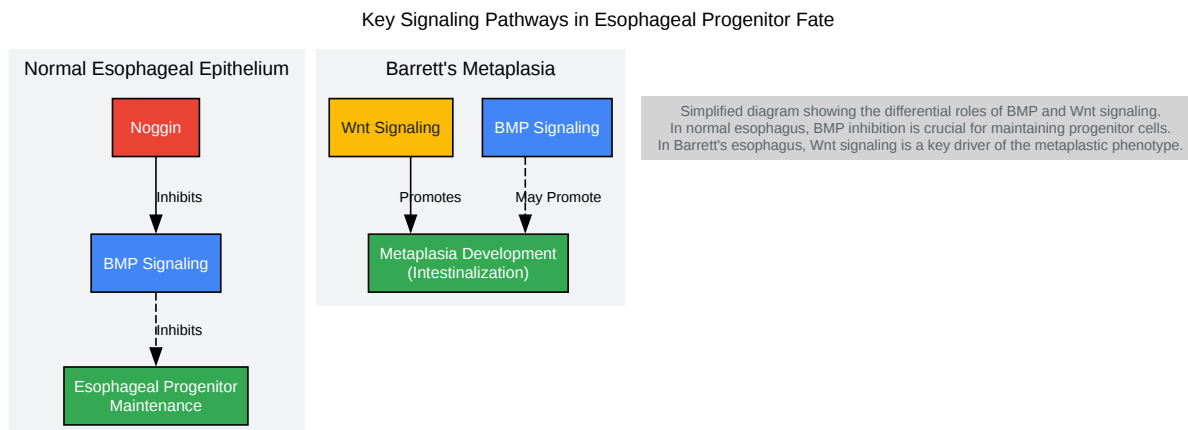 Key Signaling Pathways in Esophageal Progenitor Fate
Normal Esophageal Epithelium
Noggin
Inhibits
BMP Signaling
Inhibits
Esophageal Progenitor
Maintenance
Barrett's Metaplasia
Wnt Signaling
BMP Signaling
Promotes
May Promote
Metaplasia Development
(Intestinalization)
Simplified diagram showing the differential roles of BMP and Wnt signaling.
In normal esophagus, BMP inhibition is crucial for maintaining progenitor cells.
In Barrett's esophagus, Wnt signaling is a key driver of the metaplastic phenotype.